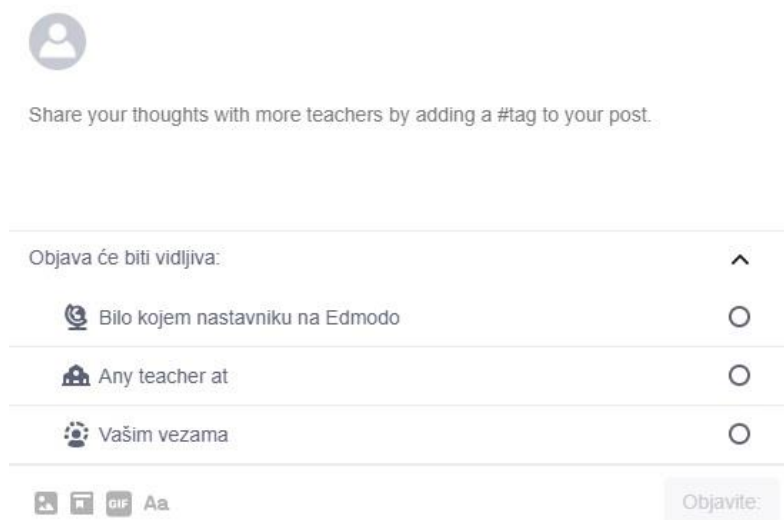 Share your thoughts with more teachers by adding a #tag to your post.
Objava će biti vidljiva:
Bilo kojem nastavniku na Edmodo
Any teacher at
Vašim vezama
GIF Aa
Objavite: